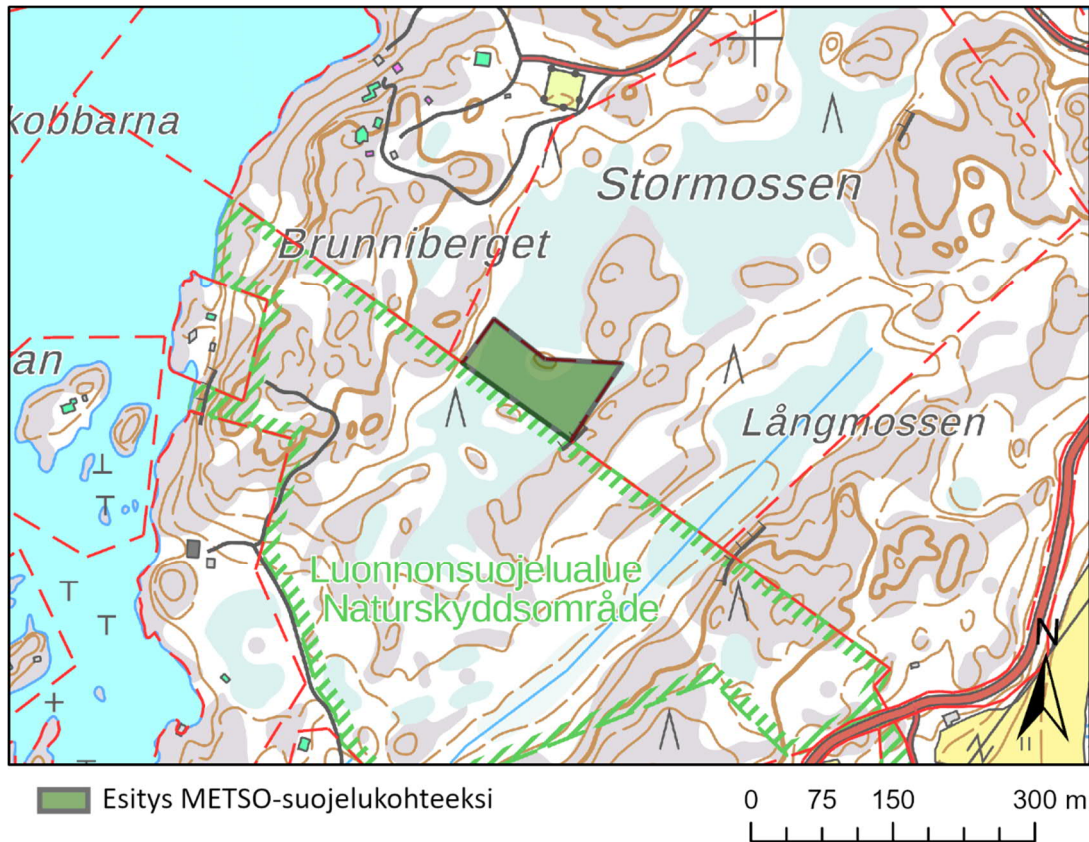 kobbarna
Stormossen
Brunniberget
an
Långmossen
Luonnonsuojelualue
Naturskyddsområde
N
Esitys METSO-suojelukohteeksi
0 75 150 300 m